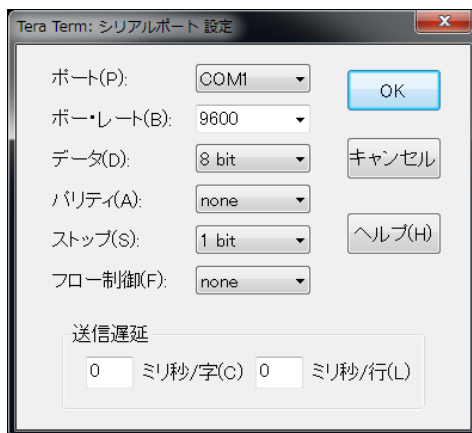 Tera Term: シリアルポート 設定
ポート(P): COM1
OK
ボー・レート(B): 9600
データ(D): 8 bit
キャンセル
パリティ(A): none
ストップ(S): 1 bit
ヘルプ(H)
フロー制御(F): none
送信遅延
0 ミリ秒/字(C) 0 ミリ秒/行(L)